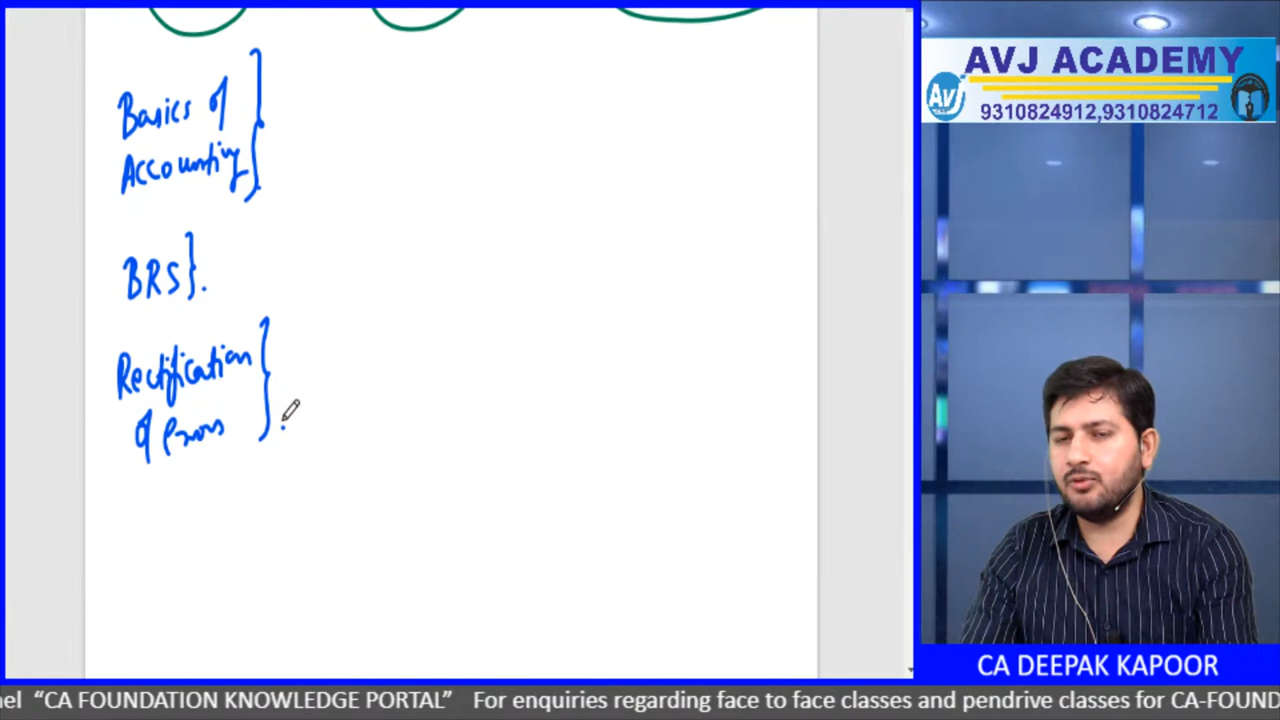 Basics of
Accounting
BRS
Rectification
of Errors
AVJ ACADEMY
AV
9310824912,9310824712
CA DEEPAK KAPOOR
nel “CA FOUNDATION KNOWLEDGE PORTAL” For enquiries regarding face to face classes and pendrive classes for CA-FOUND